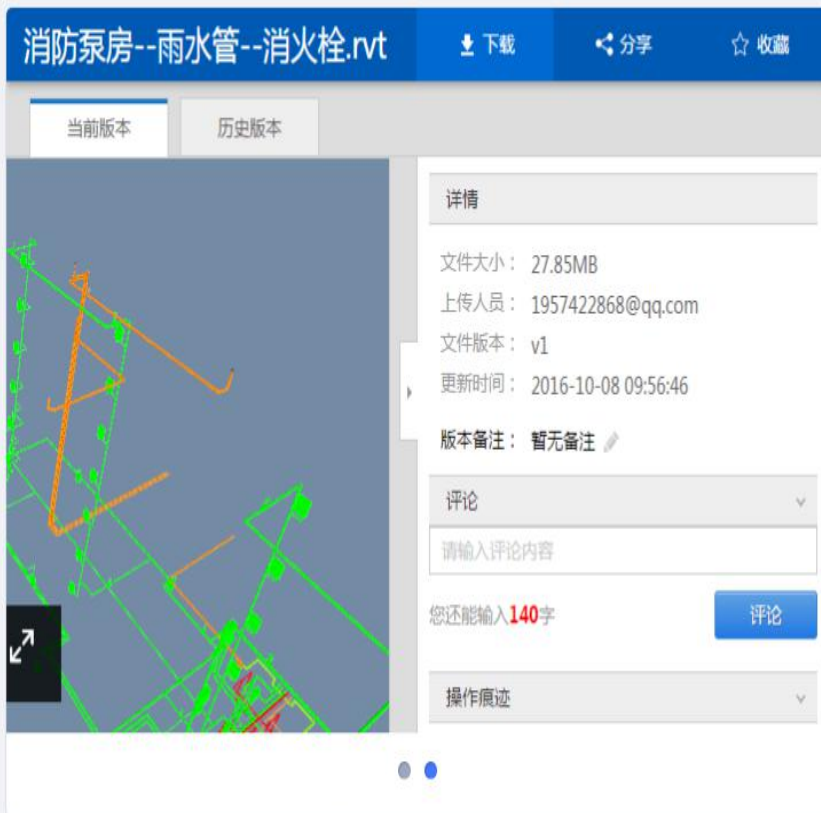 消防泵房--雨水管--消火栓.rvt 下载 分享 收藏
当前版本 历史版本
详情
文件大小： 27.85MB
上传人员： 1957422868@qq.com
文件版本： v1
更新时间： 2016-10-08 09:56:46
版本备注： 暂无备注
评论
请输入评论内容
您还能输入140字 评论
操作痕迹